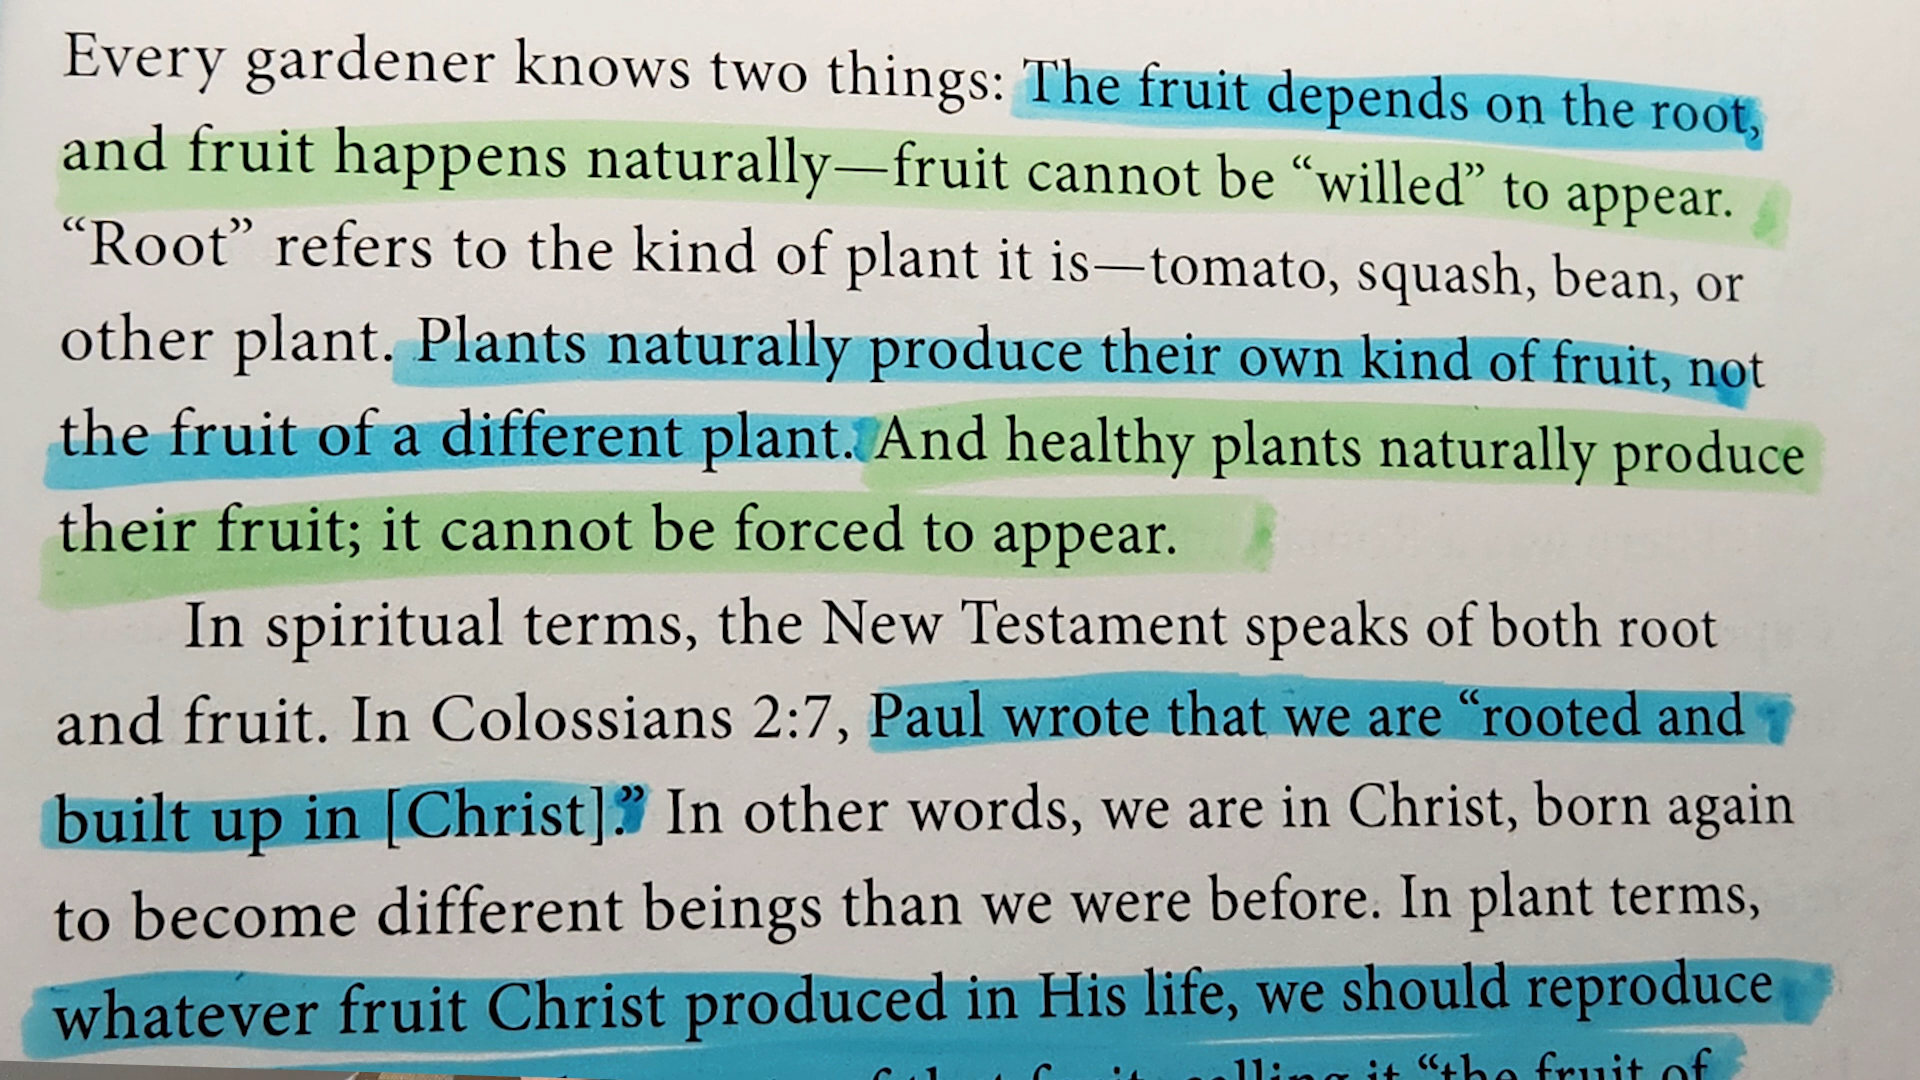 Every gardener knows two things: The fruit depends on the root,
and fruit happens naturally—fruit cannot be “willed” to appear.
“Root” refers to the kind of plant it is—tomato, squash, bean, or
other plant. Plants naturally produce their own kind of fruit, not
the fruit of a different plant. And healthy plants naturally produce
their fruit; it cannot be forced to appear.
In spiritual terms, the New Testament speaks of both root
and fruit. In Colossians 2:7, Paul wrote that we are “rooted and
built up in [Christ].” In other words, we are in Christ, born again
to become different beings than we were before. In plant terms,
whatever fruit Christ produced in His life, we should reproduce
it “the fruit of